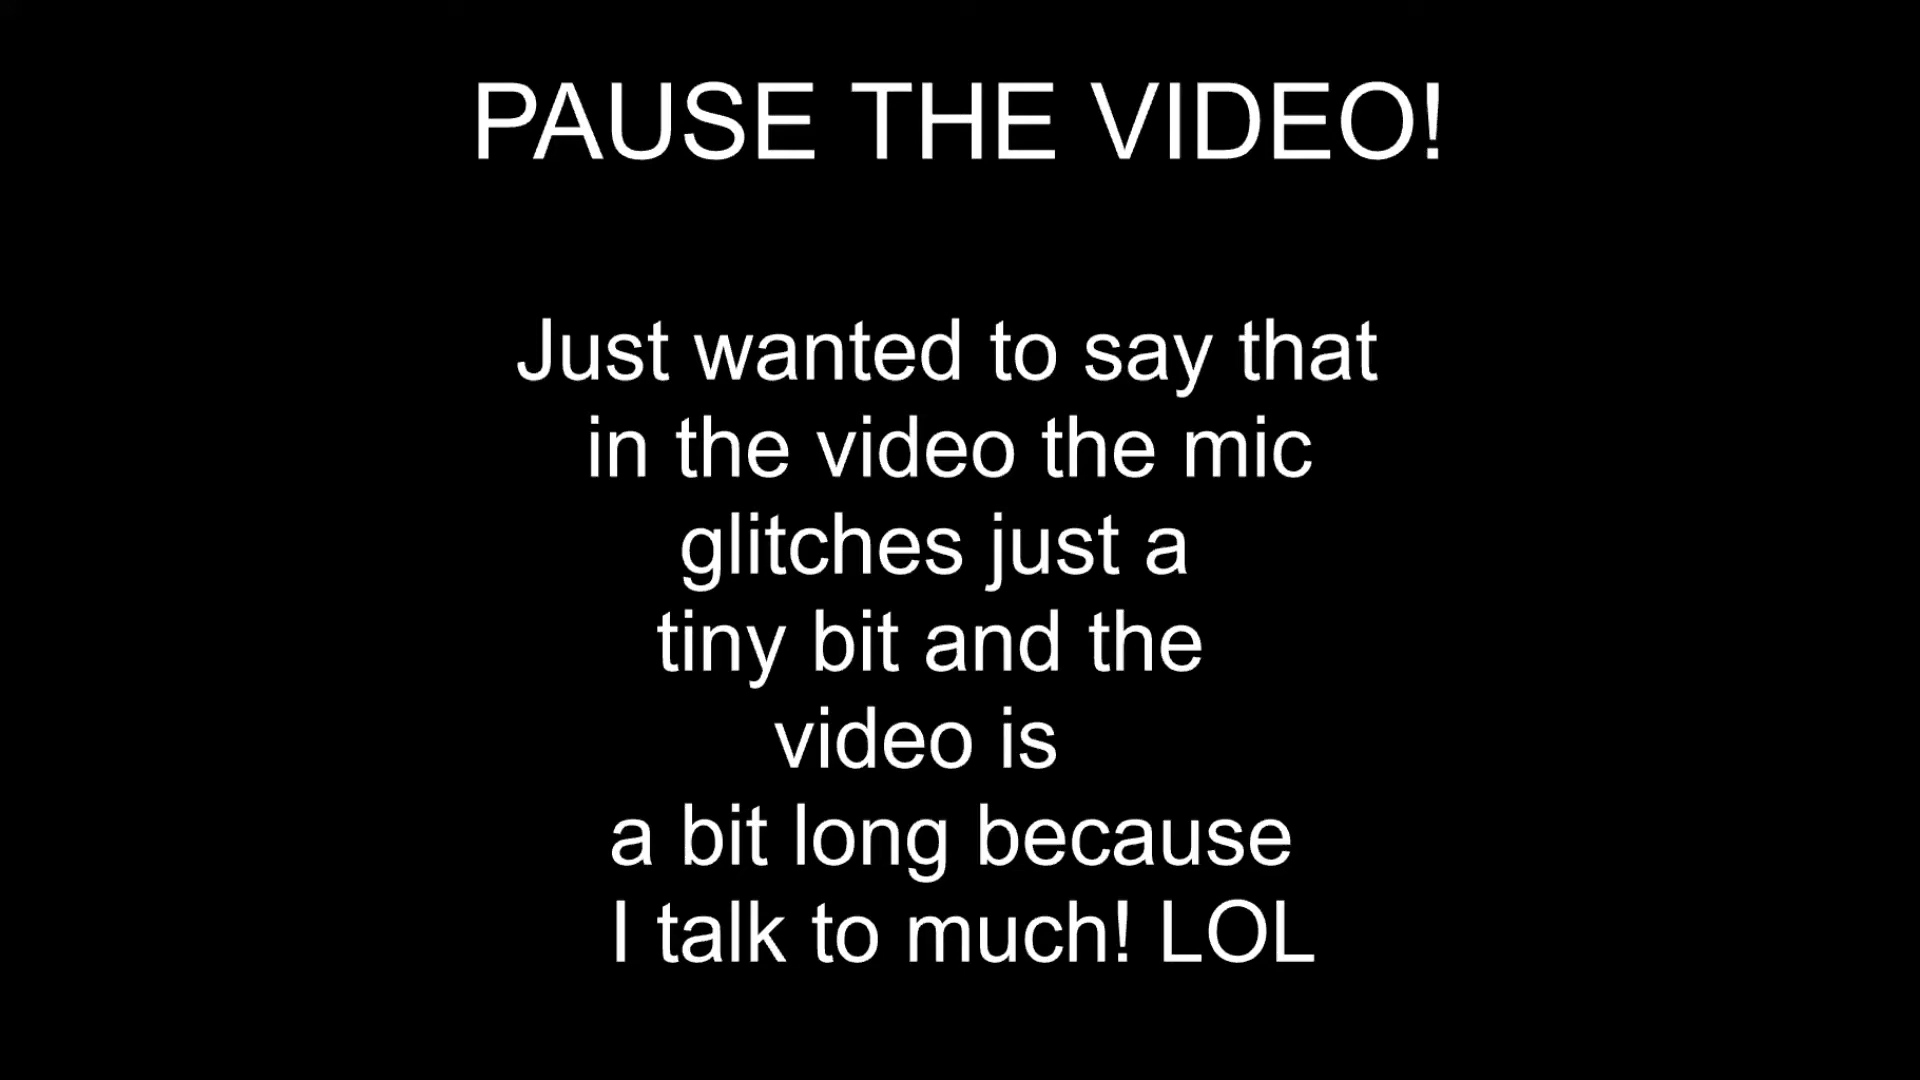 PAUSE THE VIDEO!
Just wanted to say that
in the video the mic
glitches just a
tiny bit and the
video is
a bit long because
I talk to much! LOL